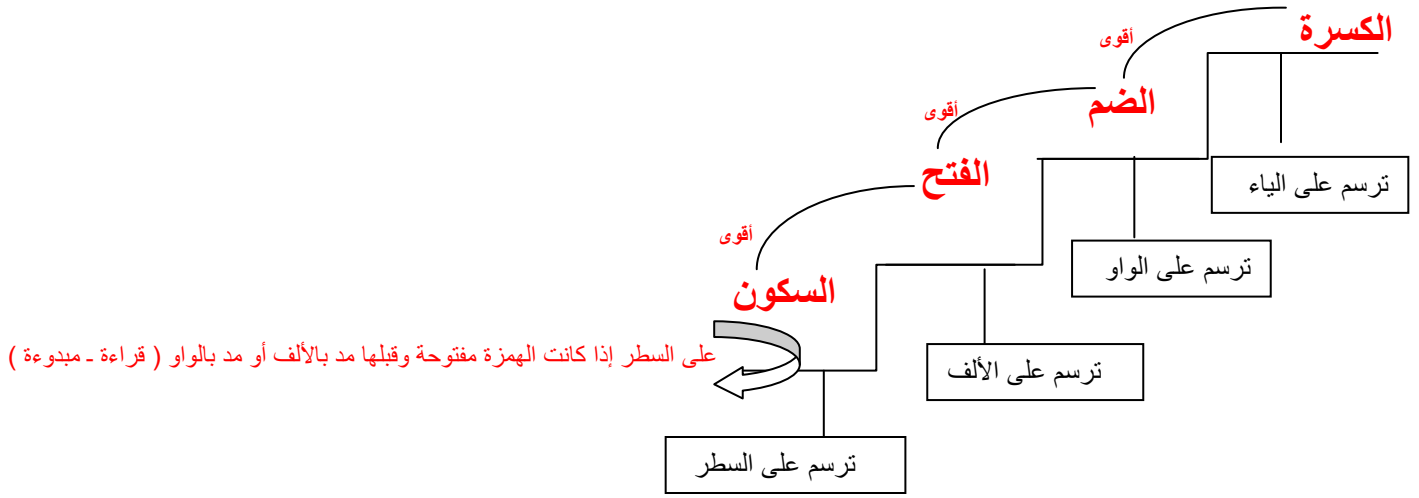 الكسرة
أقوى
الضم
أقوى
الفتح
ترسم على الياء
أقوى
ترسم على الواو
السكون
على السطر إذا كانت الهمزة مفتوحة وقبلها مد بالألف أو مد بالواو ( قراءة ـ مبدوءة )
ترسم على الألف
ترسم على السطر